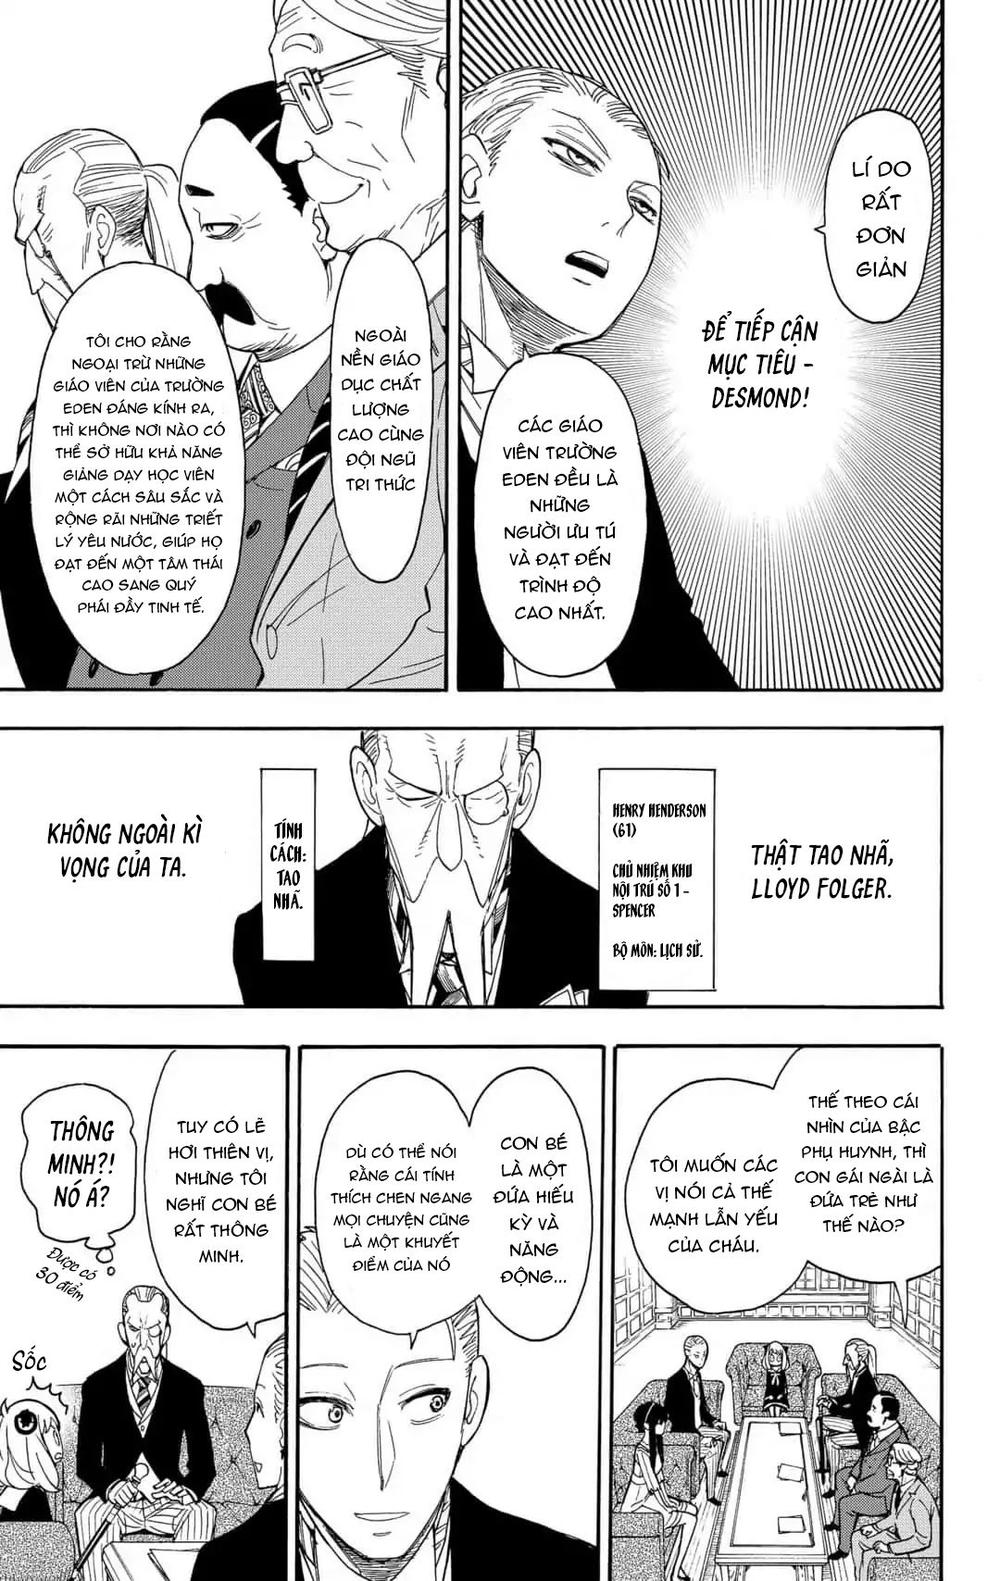 LÍ DO
RẤT
ĐƠN
GIẢN
ĐỂ TIẾP CẬN
MỤC TIÊU –
DESMOND!
CÁC GIÁO
VIÊN TRƯỜNG
EDEN ĐỀU LÀ
NHỮNG
NGƯỜI ƯU TÚ
VÀ ĐẠT ĐẾN
TRÌNH ĐỘ
CAO NHẤT.
NGOÀI
NỀN GIÁO
DỤC CHẤT
LƯỢNG
CAO CÙNG
ĐỘI NGŨ
TRI THỨC
TÔI CHO RẰNG
NGOẠI TRỪ NHỮNG
GIÁO VIÊN CỦA TRƯỜNG
EDEN ĐÁNG KÍNH RA,
THÌ KHÔNG NƠI NÀO CÓ
THỂ SỞ HỮU KHẢ NĂNG
GIẢNG DẠY HỌC VIÊN
MỘT CÁCH SÂU SẮC VÀ
RỘNG RÃI NHỮNG TRIẾT
LÝ YÊU NƯỚC, GIÚP HỌ
ĐẠT ĐẾN MỘT TÂM THÁI
CAO SANG QUÝ
PHÁI ĐẦY TINH TẾ.
THẬT TAO NHÃ,
LLOYD FOLGER.
HENRY HENDERSON
(61)
CHỦ NHIỆM KHU
NỘI TRÚ SỐ 1 –
SPENCER
BỘ MÔN: LỊCH SỬ.
TÍNH
CÁCH:
TAO
NHÃ.
KHÔNG NGOÀI KÌ
VỌNG CỦA TA.
THẾ THEO CÁI
NHÌN CỦA BẬC
PHỤ HUYNH, THÌ
CON GÁI NGÀI LÀ
ĐỨA TRẺ NHƯ
THẾ NÀO?
TÔI MUỐN CÁC
VỊ NÓI CẢ THẾ
MẠNH LẪN YẾU
CỦA CHÁU.
CON BÉ
LÀ MỘT
ĐỨA HIẾU
KỲ VÀ
NĂNG
ĐỘNG...
DÙ CÓ THỂ NÓI
RẰNG CÁI TÍNH
THÍCH CHEN NGANG
MỌI CHUYỆN CŨNG
LÀ MỘT KHUYẾT
ĐIỂM CỦA NÓ
TUY CÓ LẼ
HƠI THIÊN VỊ,
NHƯNG TÔI
NGHĨ CON BÉ
RẤT THÔNG
MINH.
THÔNG
MINH?!
NÓ Á?
Được có
30 điểm
Sốc